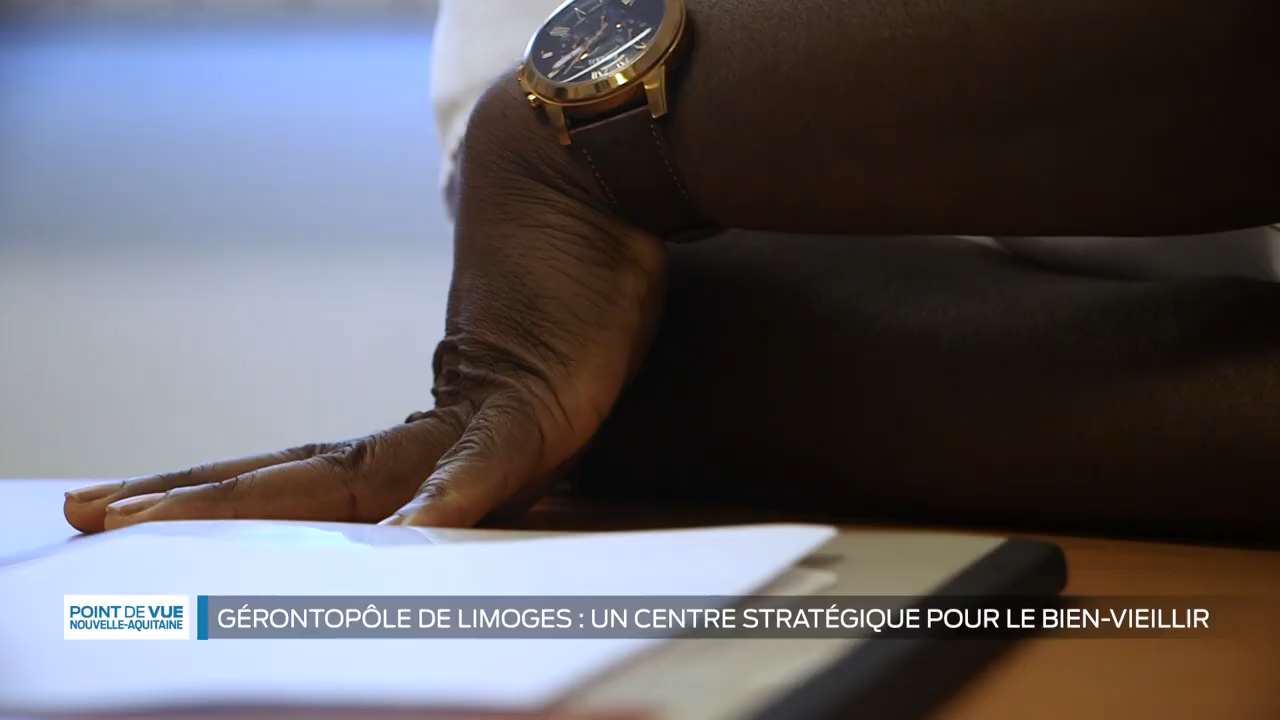 POINT DE VUE
NOUVELLE-AQUITAINE
GÉRONTOPÔLE DE LIMOGES : UN CENTRE STRATÉGIQUE POUR LE BIEN-VIEILLIR